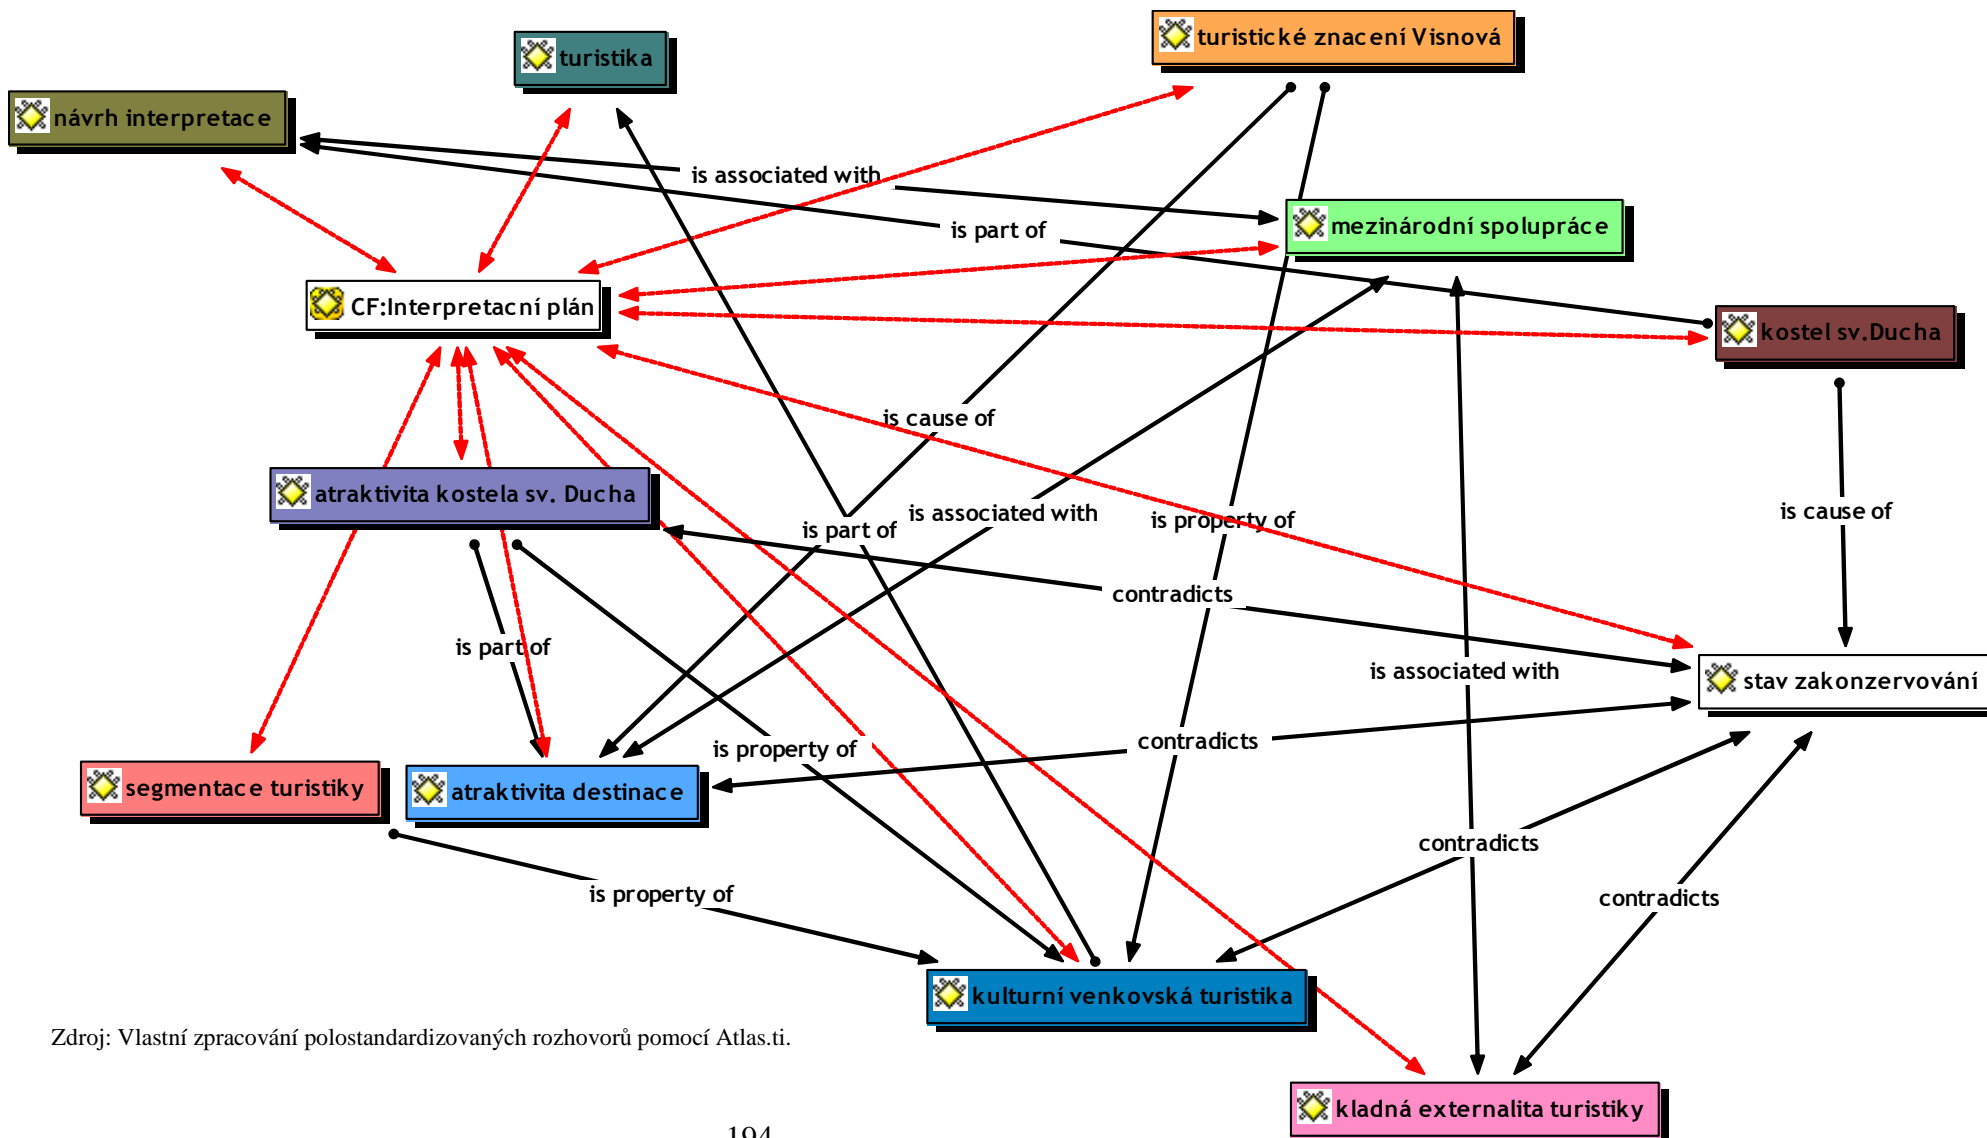 turistické znacení Visnová
turistika
návrh interpretace
is associated with
mezinárodní spolupráce
is part of
CF:Interpretacní plán
kostel sv.Ducha
is cause of
atraktivita kostela sv. Ducha
is associated with
is property of
is cause of
is part of
contradicts
is part of
is associated with
stav zakonzervování
is property of
contradicts
segmentace turistiky
atraktivita destinace
contradicts
is property of
contradicts
kulturní venkovská turistika
Zdroj: Vlastní zpracování polostandardizovaných rozhovorů pomocí Atlas.ti.
kladná externalita turistiky
194